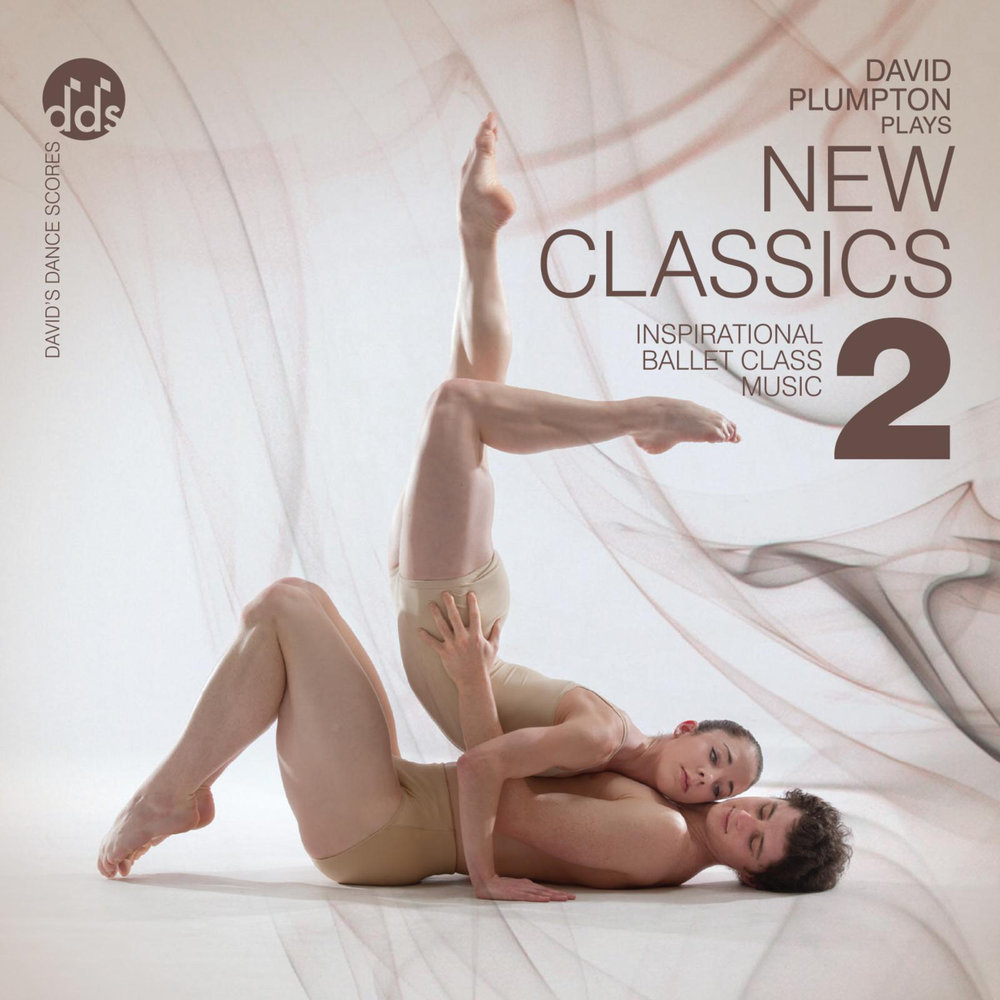 dds
DAVID'S DANCE SCORES
DAVID
PLUMPTON
PLAYS
NEW
CLASSICS
INSPIRATIONAL
BALLET CLASS
MUSIC
2